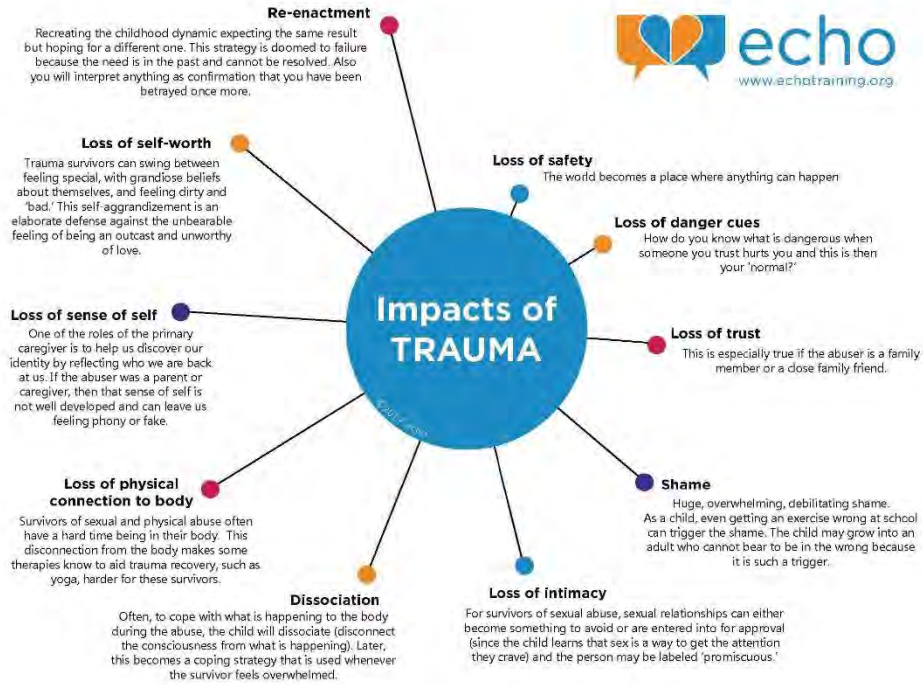 Re-enactment
Recreating the childhood dynamic expecting the same result
but hoping for a different one. This strategy is doomed to failure
because the need is in the past and cannot be resolved. Also
you will interpret anything as confirmation that you have been
betrayed once more.
echo
www.echotraining.org
Loss of self-worth
Trauma survivors can swing between
feeling special, with grandiose beliefs
about themselves, and feeling dirty and
'bad.' This self-aggrandizement is an
elaborate defense against the unbearable
feeling of being an outcast and unworthy
of love.
Loss of safety
The world becomes a place where anything can happen
Loss of danger cues
How do you know what is dangerous when
someone you trust hurts you and this is then
your 'normal?'
Impacts of
TRAUMA
Loss of sense of self
One of the roles of the primary
caregiver is to help us discover our
identity by reflecting who we are back
at us. If the abuser was a parent or
caregiver, then that sense of self is
not well developed and can leave us
feeling phony or fake.
Loss of trust
This is especially true if the abuser is a family
member or a close family friend.
Loss of physical
connection to body
Survivors of sexual and physical abuse often
have a hard time being in their body. This
disconnection from the body makes some
therapies know to aid trauma recovery, such as
yoga, harder for these survivors.
Shame
Huge, overwhelming, debilitating shame.
As a child, even getting an exercise wrong at school
can trigger the shame. The child may grow into an
adult who cannot bear to be in the wrong because
it is such a trigger.
Dissociation
Often, to cope with what is happening to the body
during the abuse, the child will dissociate (disconnect
the consciousness from what is happening). Later,
this becomes a coping strategy that is used whenever
the survivor feels overwhelmed.
Loss of intimacy
For survivors of sexual abuse, sexual relationships can either
become something to avoid or are entered into for approval
(since the child learns that sex is a way to get the attention
they crave) and the person may be labeled 'promiscuous.'